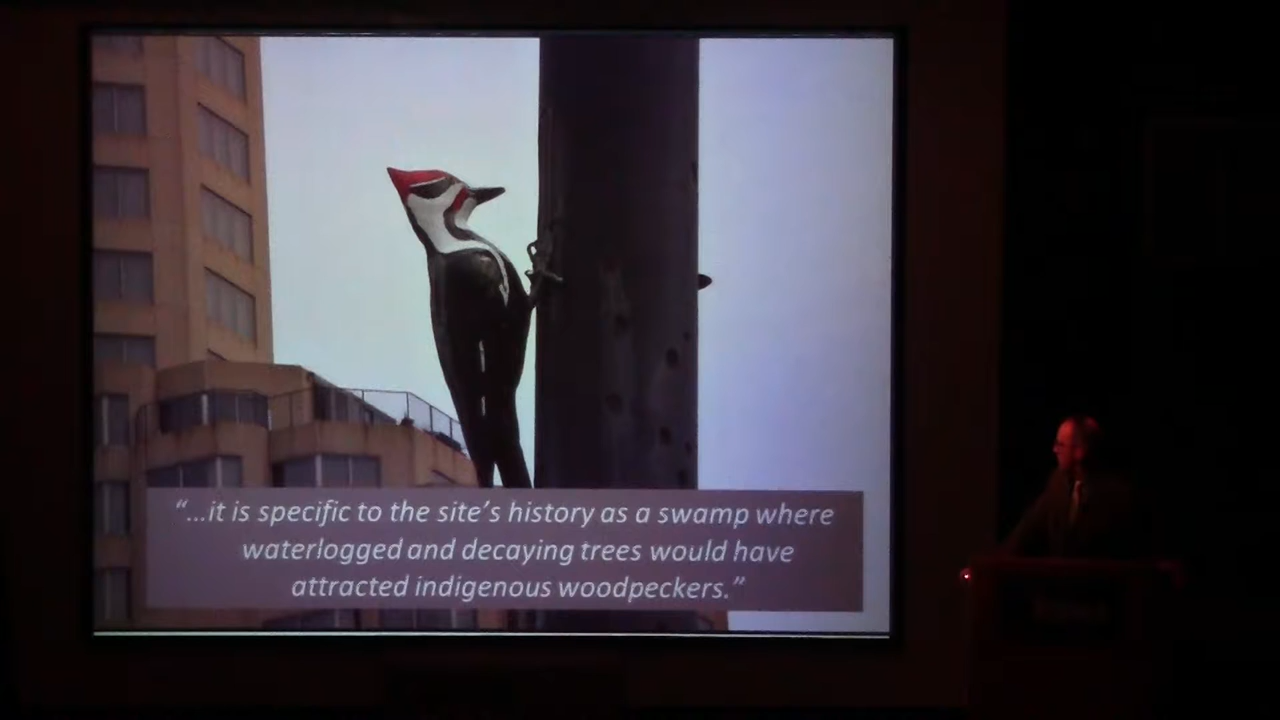 “...it is specific to the site’s history as a swamp where
waterlogged and decaying trees would have
attracted indigenous woodpeckers.”